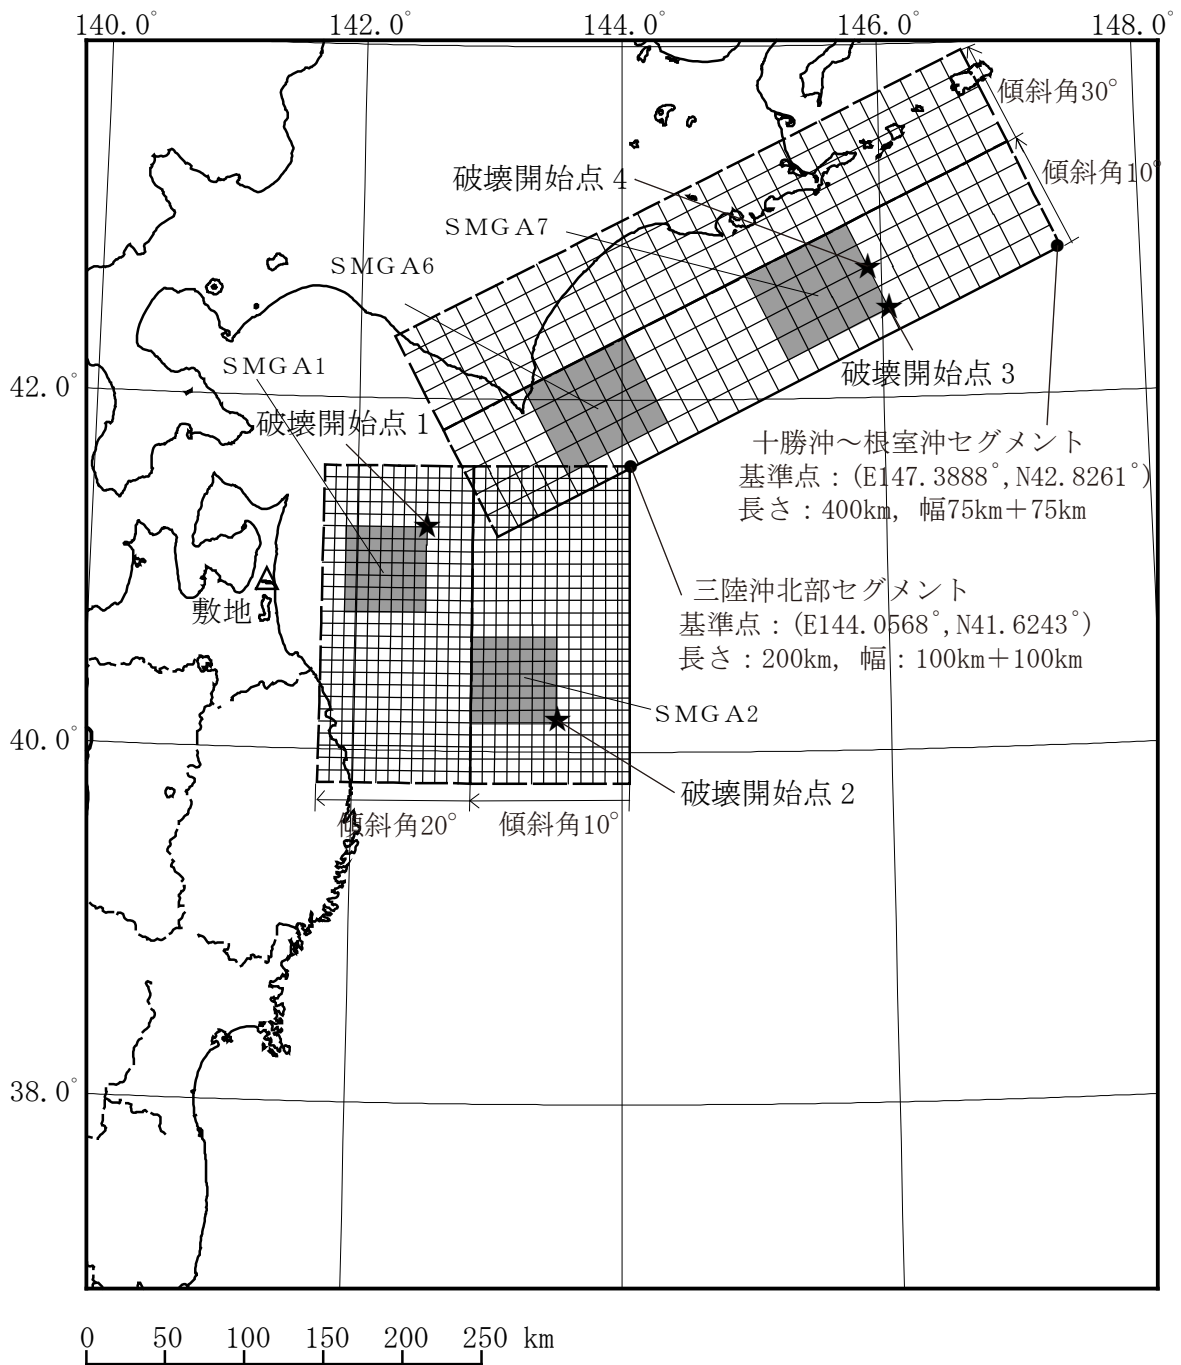 140.0°
142.0°
144.0°
146.0°
148.0°
傾斜角30°
破壊開始点４
傾斜角10°
SMGA7
SMGA6
SMGA1
破壊開始点３
42.0°
破壊開始点１
十勝沖～根室沖セグメント
基準点：(E147.3888°,N42.8261°)
長さ：400km, 幅75km＋75km
三陸沖北部セグメント
敷地
基準点：(E144.0568°,N41.6243°)
長さ：200km, 幅：100km＋100km
SMGA2
40.0°
破壊開始点２
傾斜角20°
傾斜角10°
38.0°
0 50 100 150 200 250 km